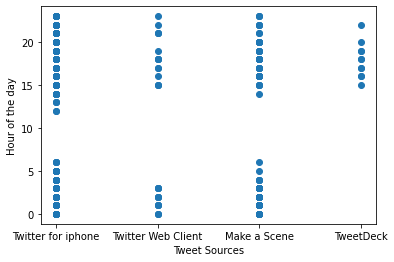 20
15
10
5
0
Hour of the day
Twitter for iphone
Twitter Web Client
Make a Scene
TweetDeck
Tweet Sources